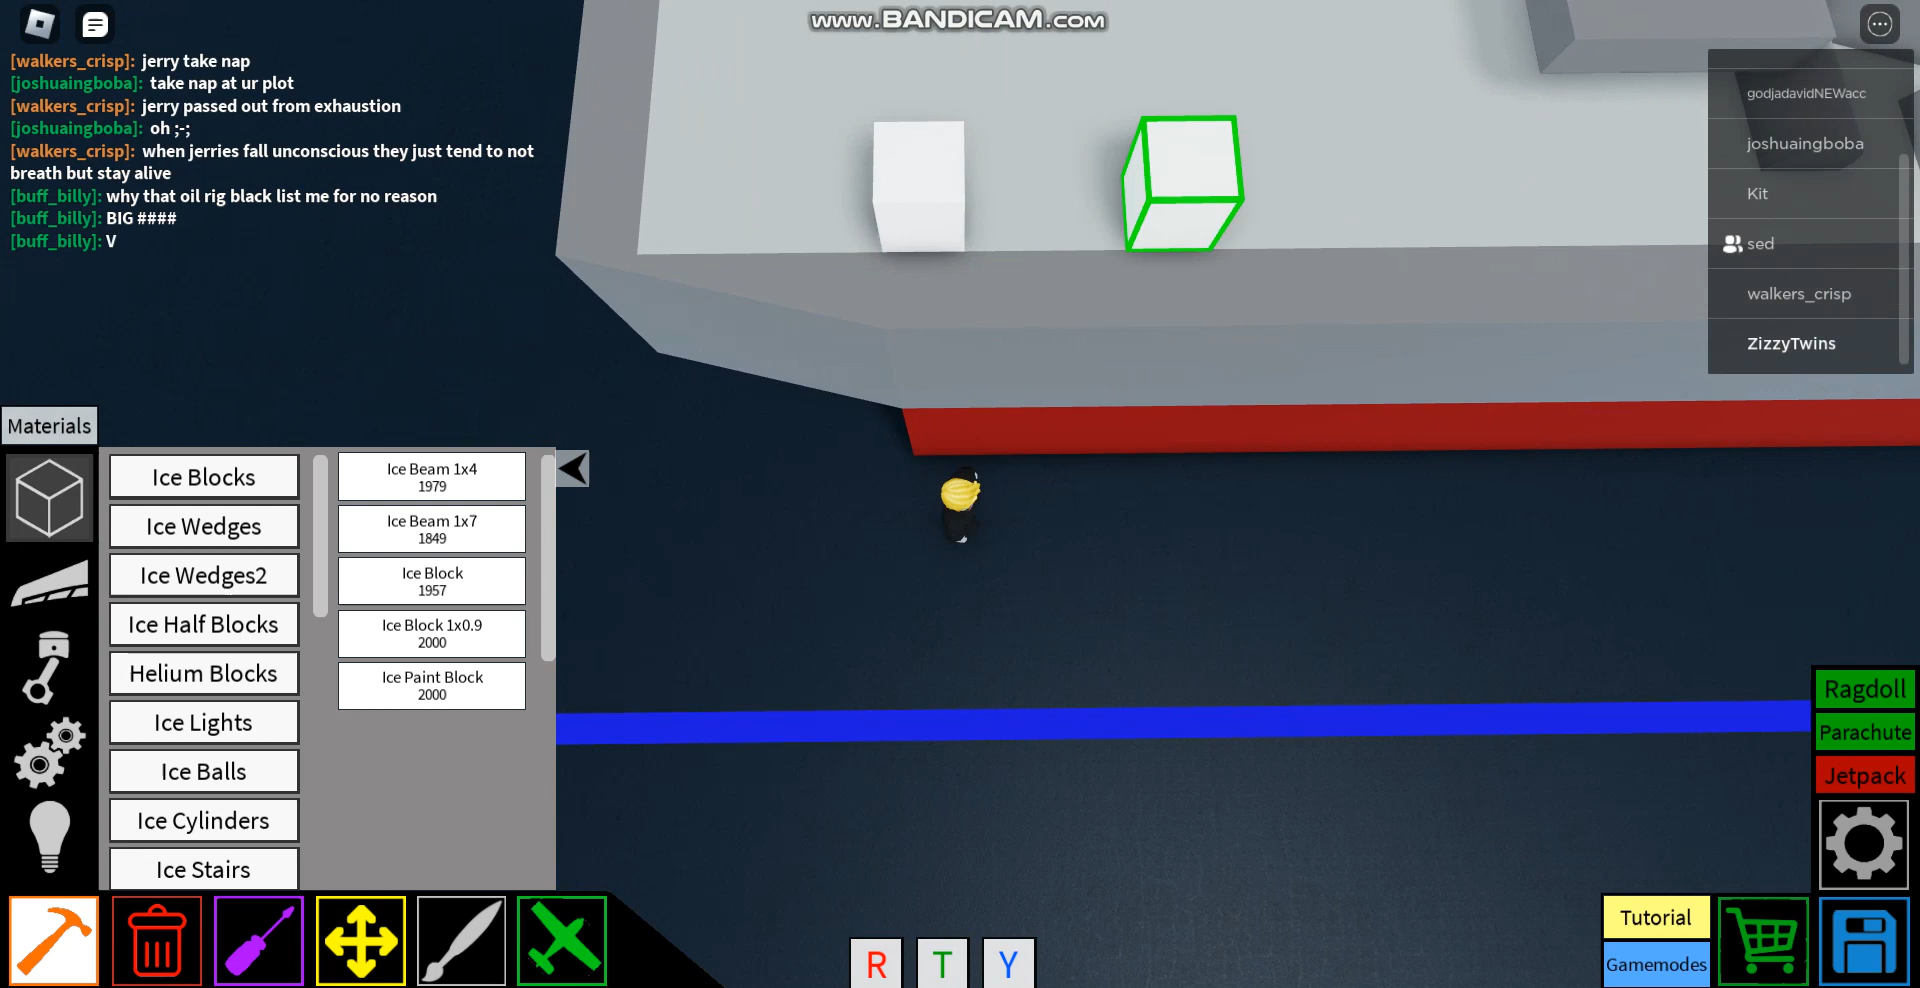 www.BANDICAM.com
[walkers_crisp]: jerry take nap
[joshuaingboba]: take nap at ur plot
[walkers_crisp]: jerry passed out from exhaustion
[joshuaingboba]: oh ;-;
[walkers_crisp]: when jerries fall unconscious they just tend to not
breath but stay alive
[buff_billy]: why that oil rig black list me for no reason
[buff_billy]: BIG ####
[buff_billy]: V
godjadavidNEWacc
joshuaingboba
Kit
sed
walkers_crisp
ZizzyTwins
Materials
Ice Blocks
Ice Wedges
Ice Wedges2
Ice Half Blocks
Helium Blocks
Ice Lights
Ice Balls
Ice Cylinders
Ice Stairs
Ice Beam 1x4
1979
Ice Beam 1x7
1849
Ice Block
1957
Ice Block 1x0.9
2000
Ice Paint Block
2000
Ragdoll
Parachute
Jetpack
Tutorial
Gamemodes
R T Y